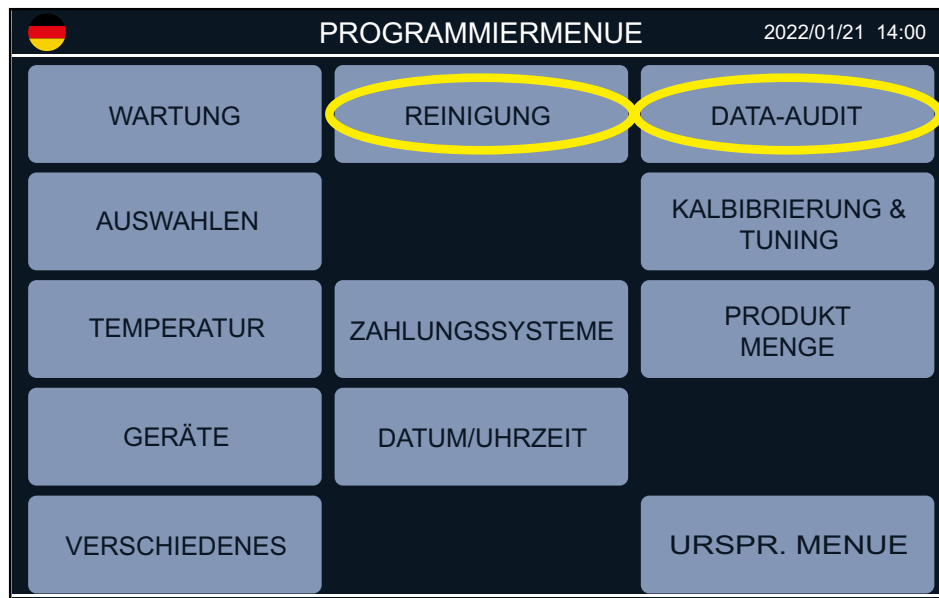 PROGRAMMIERMENUE
2022/01/21 14:00
WARTUNG
REINIGUNG
DATA-AUDIT
AUSWAHLEN
KALBIBRIERUNG &
TUNING
TEMPERATUR
ZAHLUNGSSYSTEME
PRODUKT
MENGE
GERÄTE
DATUM/UHRZEIT
VERSCHIEDENES
URSPR. MENUE